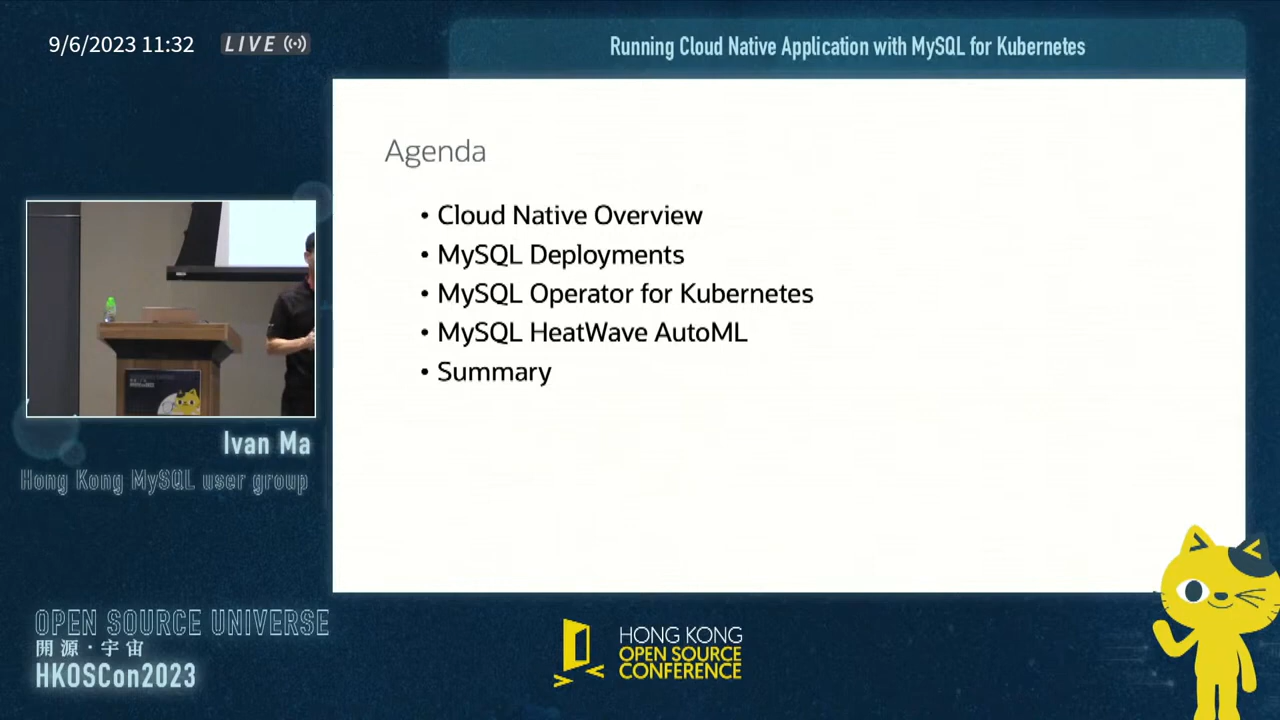 9/6/2023 11:32
LIVE
Running Cloud Native Application with MySQL for Kubernetes
Agenda
• Cloud Native Overview
• MySQL Deployments
• MySQL Operator for Kubernetes
• MySQL HeatWave AutoML
• Summary
Ivan Ma
Hong Kong MySQL user group
OPEN SOURCE UNIVERSE
開源·宇宙
HKOSCon2023
HONG KONG
OPEN SOURCE
CONFERENCE